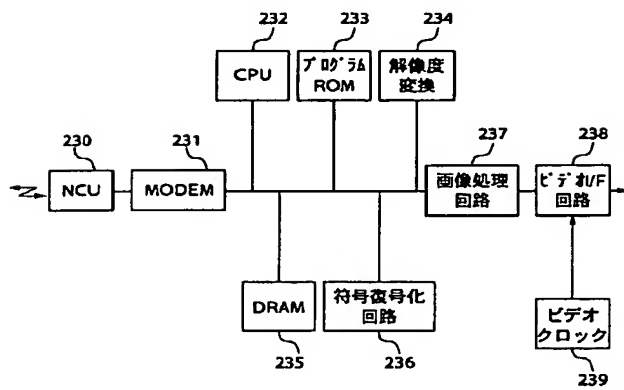 232
233
234
CPU
プログラム
ROM
解像度
変換
230
231
237
238
NCU
MODEM
画像処理
回路
ビデオI/F
回路
DRAM
符号復号化
回路
ビデオ
クロック
235
236
239